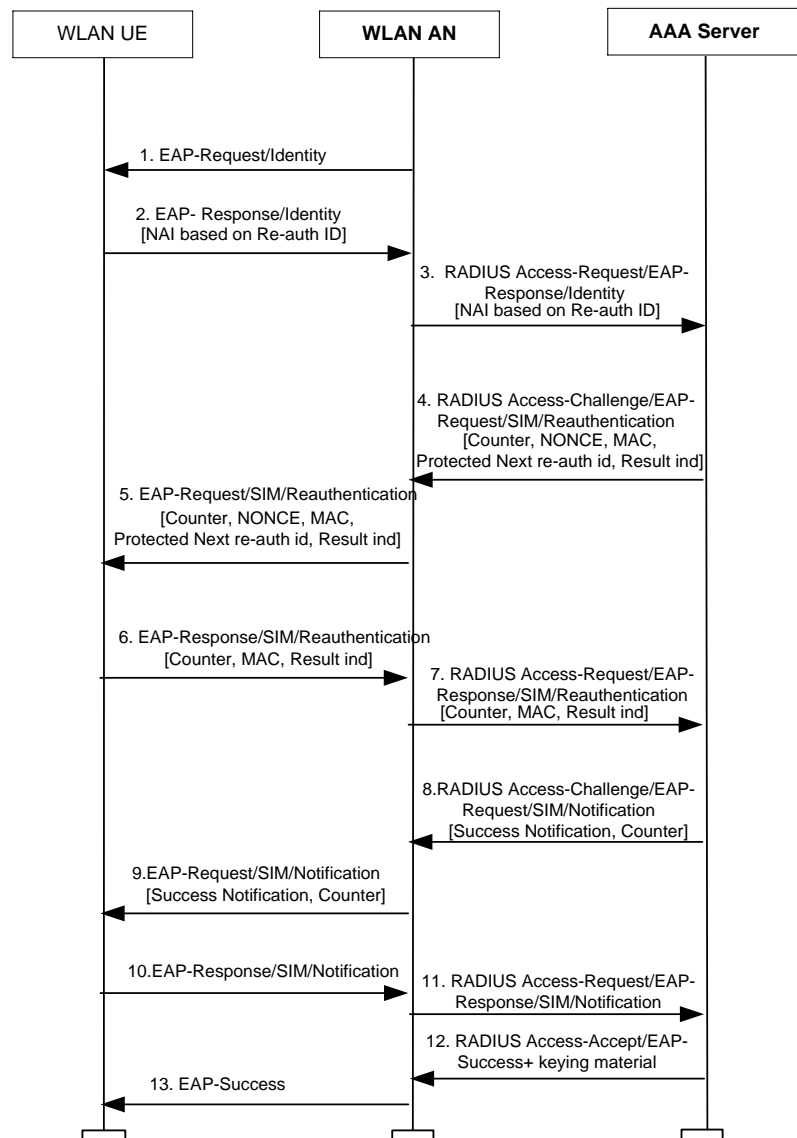 WLAN UE
WLAN AN
AAA Server
1. EAP-Request/Identity
2. EAP- Response/Identity
[NAI based on Re-auth ID]
3. RADIUS Access-Request/EAP-
Response/Identity
[NAI based on Re-auth ID]
4. RADIUS Access-Challenge/EAP-
Request/SIM/Reauthentication
[Counter, NONCE, MAC,
Protected Next re-auth id, Result ind]
5. EAP-Request/SIM/Reauthentication
[Counter, NONCE, MAC,
Protected Next re-auth id, Result ind]
6. EAP-Response/SIM/Reauthentication
[Counter, MAC, Result ind]
7. RADIUS Access-Request/EAP-
Response/SIM/Reauthentication
[Counter, MAC, Result ind]
8.RADIUS Access-Challenge/EAP-
Request/SIM/Notification
[Success Notification, Counter]
9.EAP-Request/SIM/Notification
[Success Notification, Counter]
10.EAP-Response/SIM/Notification
11. RADIUS Access-Request/EAP-
Response/SIM/Notification
12. RADIUS Access-Accept/EAP-
Success+ keying material
13. EAP-Success